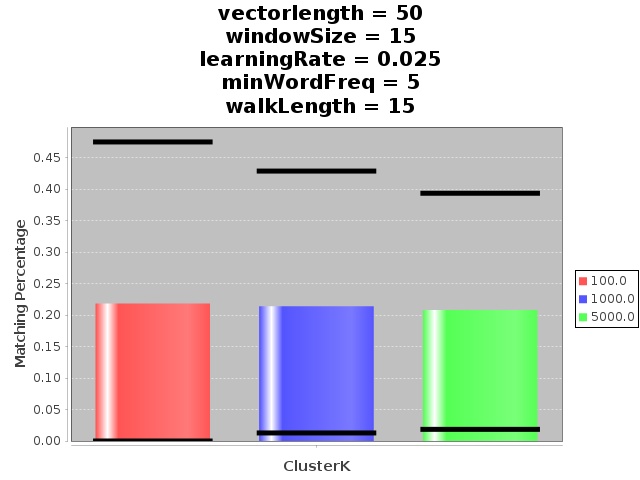 vectorlength = 50
windowSize = 15
learningRate = 0.025
minWordFreq = 5
walkLength = 15
Matching Percentage
0.45
0.40
0.35
0.30
0.25
0.20
0.15
0.10
0.05
0.00
ClusterK
100.0
1000.0
5000.0